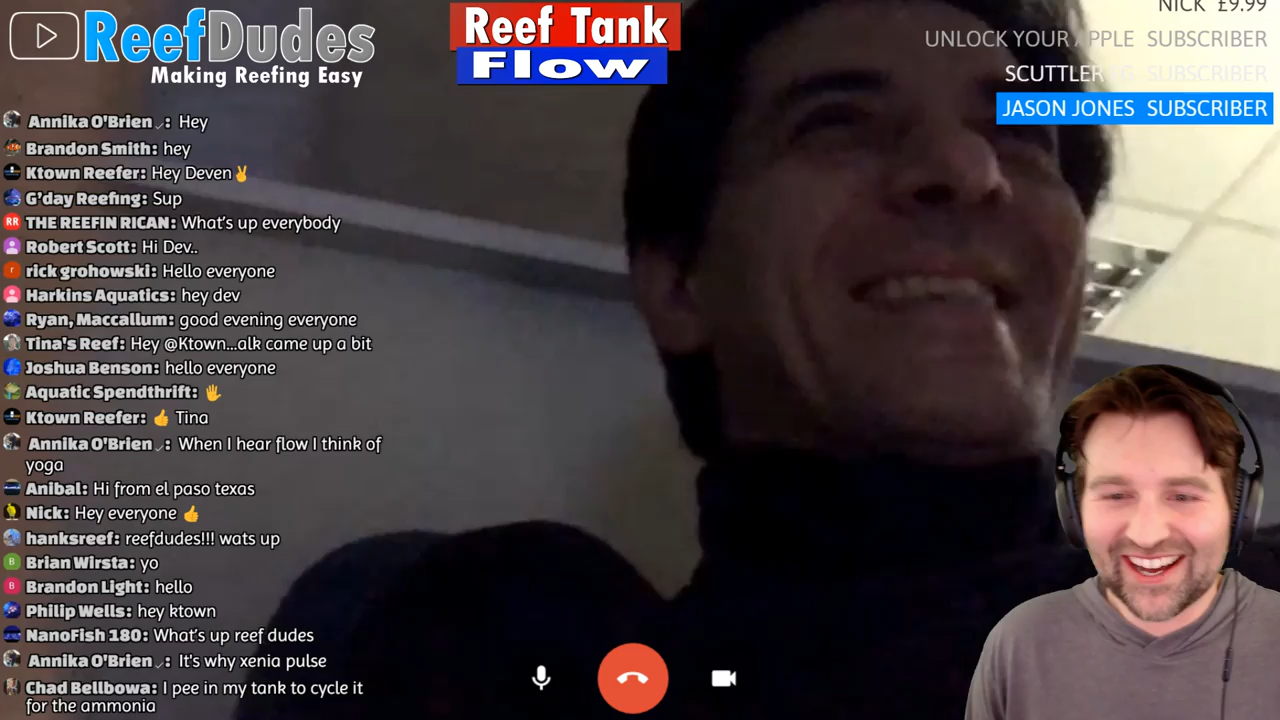 ReefDudes
Making Reefing Easy
Reef Tank
Flow
NICK £9.99
UNLOCK YOUR APPLE SUBSCRIBER
SCUTTLER SUBSCRIBER
JASON JONES SUBSCRIBER
Annika O'Brien: Hey
Brandon Smith: hey
Ktown Reefer: Hey Deven✌
G'day Reefing: Sup
RR THE REEFIN RICAN: What's up everybody
Robert Scott: Hi Dev..
r rick grohowski: Hello everyone
Harkins Aquatics: hey dev
Ryan, Maccallum: good evening everyone
Tina's Reef: Hey @Ktown...alk came up a bit
Joshua Benson: hello everyone
Aquatic Spendthrift: 🖐
Ktown Reefer: 👍 Tina
Annika O'Brien: When I hear flow I think of
yoga
Anibal: Hi from el paso texas
Nick: Hey everyone 👍
hanksreef: reefdudes!!! wats up
B Brian Wirsta: yo
B Brandon Light: hello
Philip Wells: hey ktown
NanoFish 180: What's up reef dudes
Annika O'Brien: It's why xenia pulse
Chad Bellbowa: I pee in my tank to cycle it
for the ammonia